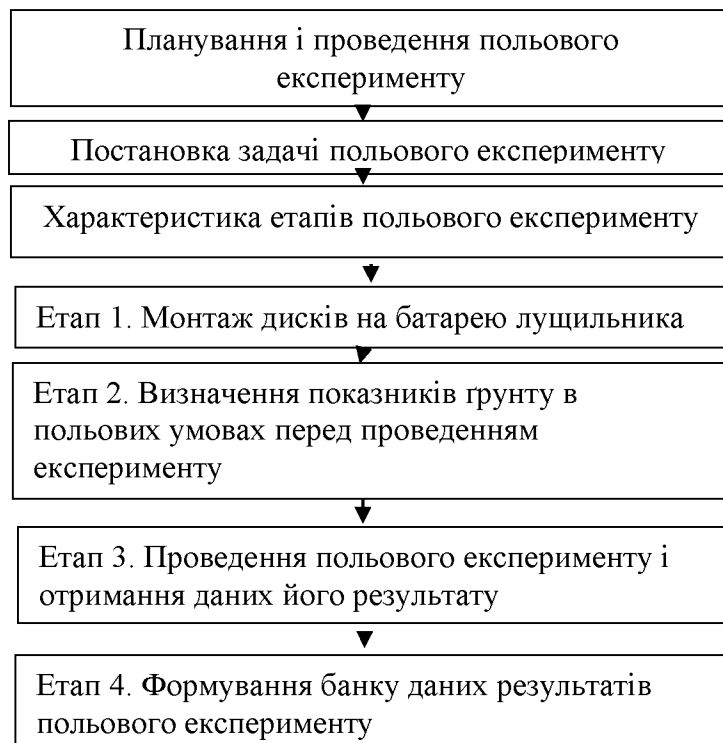 Планування і проведення польового
експерименту
Постановка задачі польового експерименту
Характеристика етапів польового експерименту
Етап 1. Монтаж дисків на батарею лущильника
Етап 2. Визначення показників ґрунту в
польових умовах перед проведенням
експерименту
Етап 3. Проведення польового експерименту і
отримання даних його результату
Етап 4. Формування банку даних результатів
польового експерименту